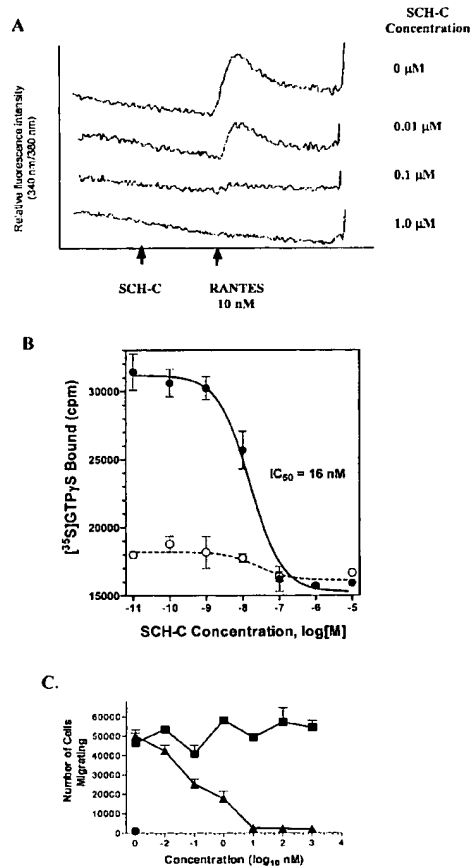 A
SCH-C
Concentration
Relative fluorescence intensity
(340 nm/380 nm)
0 µM
0.01 µM
0.1 µM
1.0 µM
SCH-C
RANTES
10 nM
B
[³⁵S]GTPγS Bound (cpm)
30000
25000
20000
15000
IC₅₀ = 16 nM
-11 -10 -9 -8 -7 -6 -5
SCH-C Concentration, log[M]
C.
Number of Cells
Migrating
60000
50000
40000
30000
20000
10000
0
-0 -2 -1 0 1 2 3 4
Concentration (log₁₀ nM)